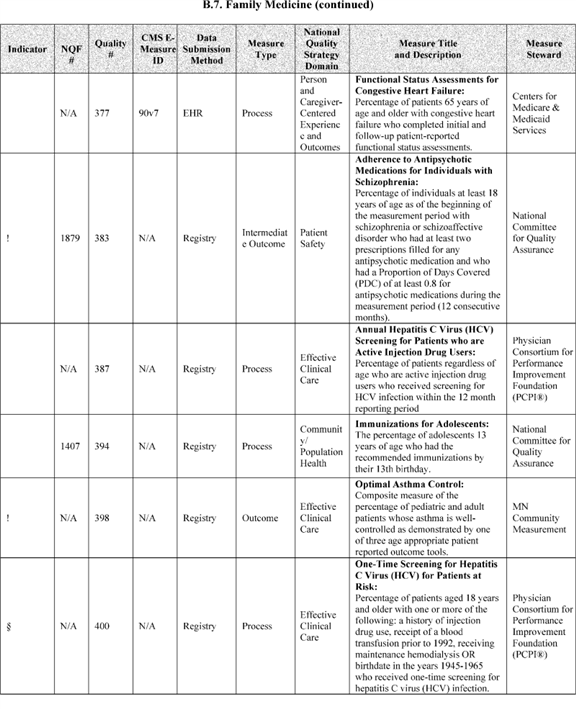 B.7. Family Medicine (continued)
Indicator
NQF
#
Quality
#
CMS E-
Measure
ID
Data
Submission
Method
Measure
Type
National
Quality
Strategy
Domain
Measure Title
and Description
Measure
Steward
N/A
377
90v7
EHR
Process
Person
and
Caregiver-
Centered
Experienc
e and
Outcomes
Functional Status Assessments for
Congestive Heart Failure:
Percentage of patients 65 years of
age and older with congestive heart
failure who completed initial and
follow-up patient-reported
functional status assessments.
Centers for
Medicare &
Medicaid
Services
!
1879
383
N/A
Registry
Intermediat
e Outcome
Patient
Safety
Adherence to Antipsychotic
Medications for Individuals with
Schizophrenia:
Percentage of individuals at least 18
years of age as of the beginning of
the measurement period with
schizophrenia or schizoaffective
disorder who had at least two
prescriptions filled for any
antipsychotic medication and who
had a Proportion of Days Covered
(PDC) of at least 0.8 for
antipsychotic medications during the
measurement period (12 consecutive
months).
National
Committee
for Quality
Assurance
N/A
387
N/A
Registry
Process
Effective
Clinical
Care
Annual Hepatitis C Virus (HCV)
Screening for Patients who are
Active Injection Drug Users:
Percentage of patients regardless of
age who are active injection drug
users who received screening for
HCV infection within the 12 month
reporting period
Physician
Consortium for
Performance
Improvement
Foundation
(PCPI®)
1407
394
N/A
Registry
Process
Communit
y/
Population
Health
Immunizations for Adolescents:
The percentage of adolescents 13
years of age who had the
recommended immunizations by
their 13th birthday.
National
Committee for
Quality
Assurance
!
N/A
398
N/A
Registry
Outcome
Effective
Clinical
Care
Optimal Asthma Control:
Composite measure of the
percentage of pediatric and adult
patients whose asthma is well-
controlled as demonstrated by one
of three age appropriate patient
reported outcome tools.
MN
Community
Measurement
§
N/A
400
N/A
Registry
Process
Effective
Clinical
Care
One-Time Screening for Hepatitis
C Virus (HCV) for Patients at
Risk:
Percentage of patients aged 18 years
and older with one or more of the
following: a history of injection
drug use, receipt of a blood
transfusion prior to 1992, receiving
maintenance hemodialysis OR
birthdate in the years 1945-1965
who received one-time screening for
hepatitis C virus (HCV) infection.
Physician
Consortium for
Performance
Improvement
Foundation
(PCPI®)